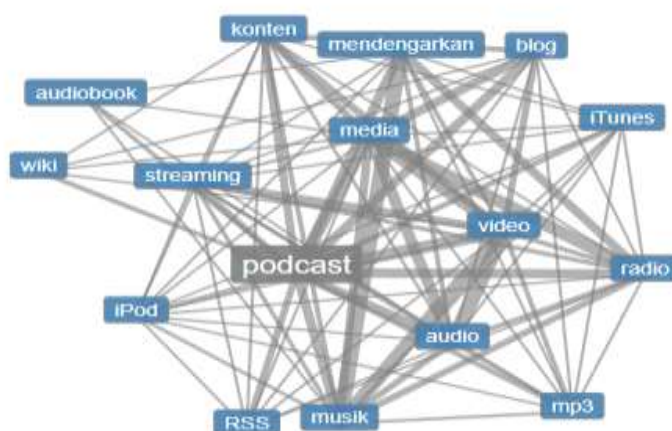 konten
mendengarkan
blog
audiobook
iTunes
media
wiki
streaming
video
podcast
radio
iPod
audio
mp3
RSS
musik